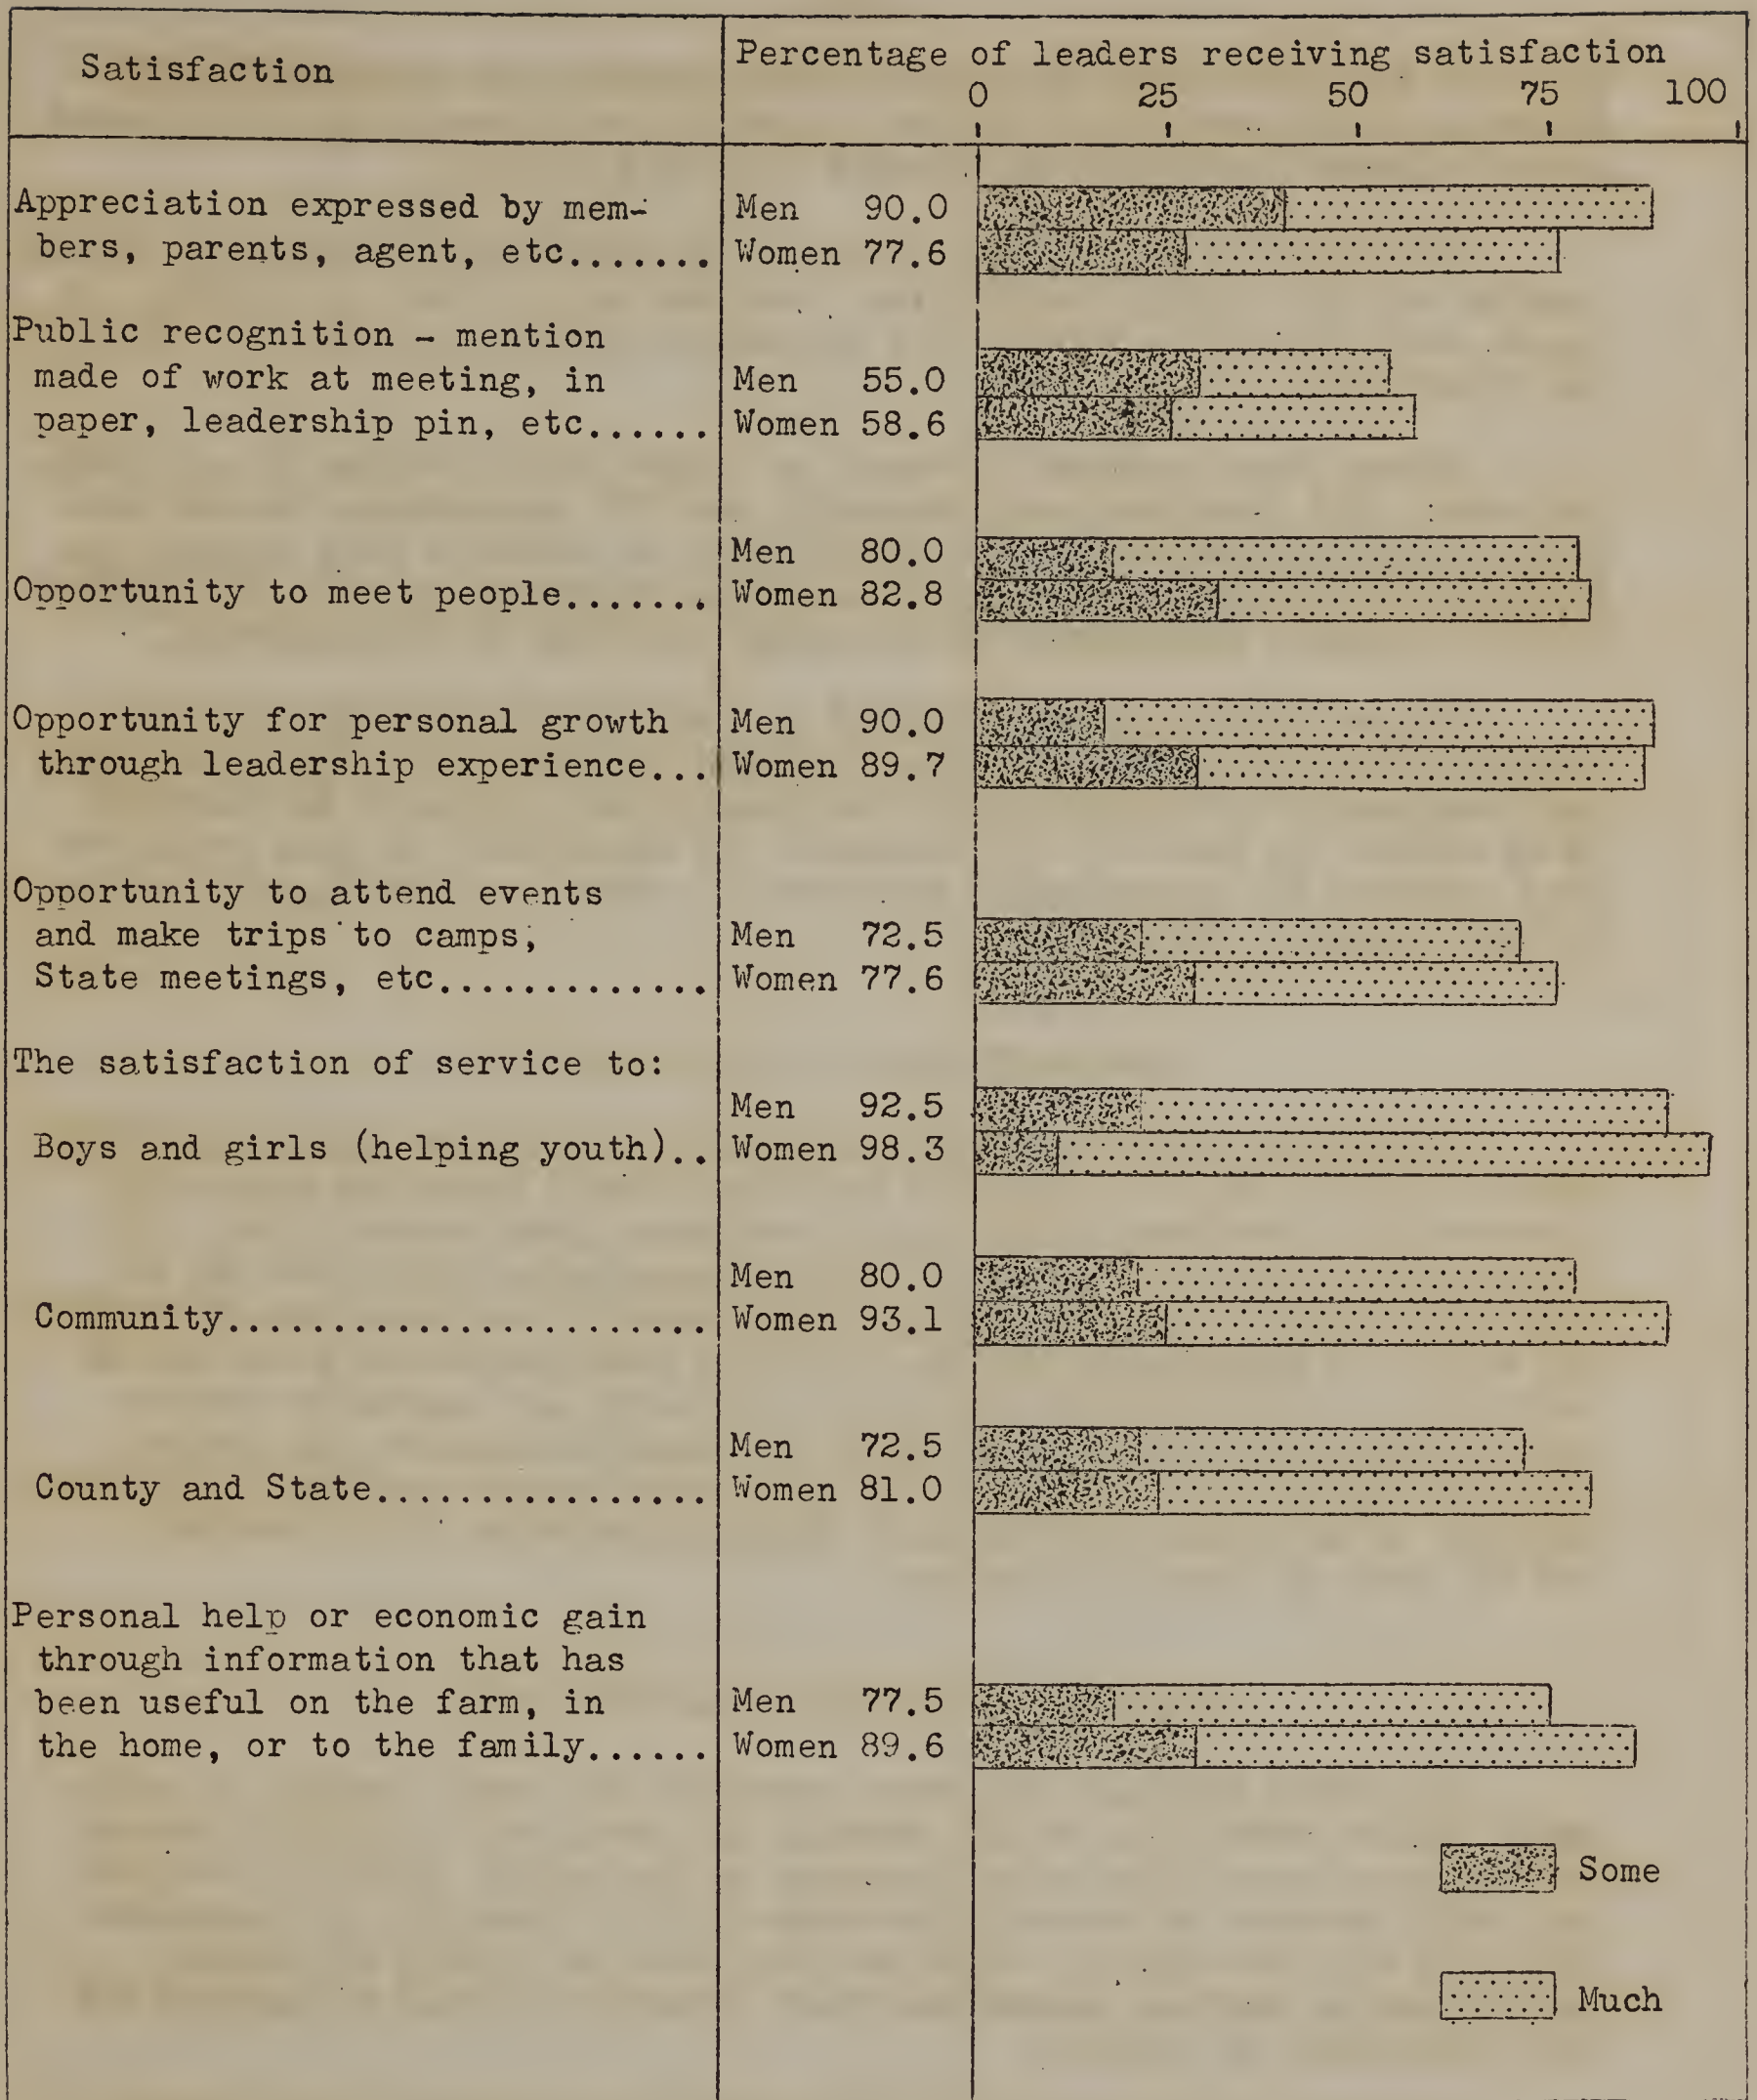 Satisfaction
Percentage of leaders receiving satisfaction
0 25 50 75 100
Appreciation expressed by mem- Men 90.0
bers, parents, agent, etc....... Women 77.6
Public recognition - mention
made of work at meeting, in Men 55.0
paper, leadership pin, etc...... Women 58.6
Men 80.0
Opportunity to meet people....... Women 82.8
Opportunity for personal growth Men 90.0
through leadership experience... Women 89.7
Opportunity to attend events
and make trips to camps, Men 72.5
State meetings, etc............. Women 77.6
The satisfaction of service to:
Men 92.5
Boys and girls (helping youth).. Women 98.3
Men 80.0
Community....................... Women 93.1
Men 72.5
County and State................ Women 81.0
Personal help or economic gain
through information that has
been useful on the farm, in Men 77.5
the home, or to the family...... Women 89.6
Some
Much